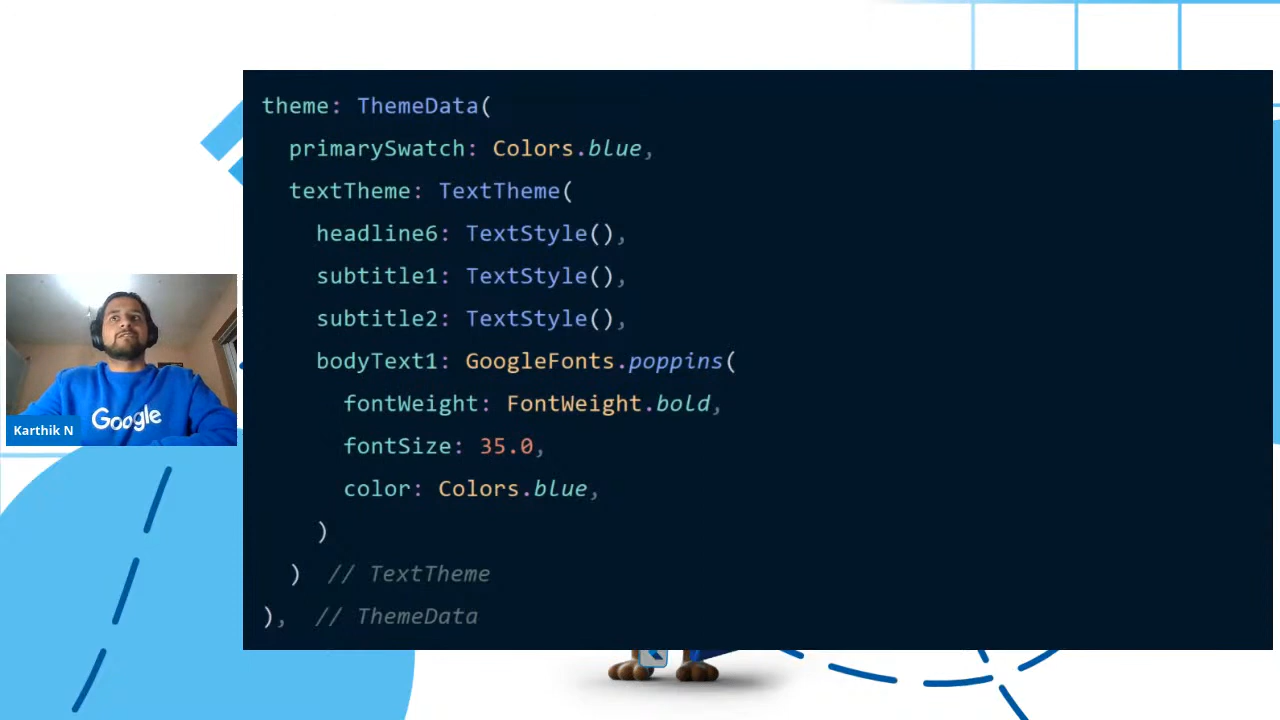 theme: ThemeData(
primarySwatch: Colors.blue,
textTheme: TextTheme(
headline6: TextStyle(),
subtitle1: TextStyle(),
subtitle2: TextStyle(),
bodyText1: GoogleFonts.poppins(
fontWeight: FontWeight.bold,
fontSize: 35.0,
color: Colors.blue,
)
) // TextTheme
), // ThemeData
Google
Karthik N